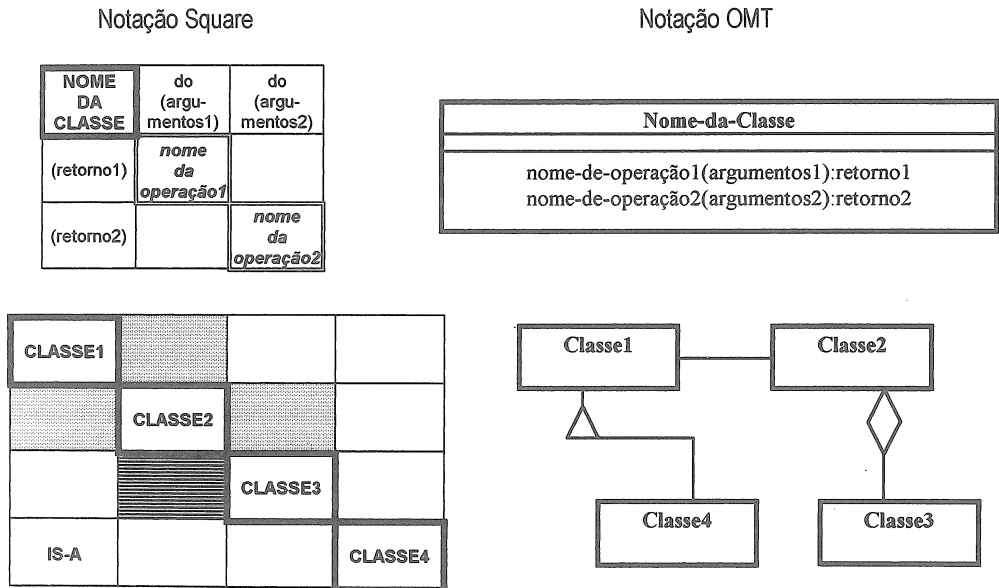 Notação Square
Notação OMT
NOME
DA
CLASSE
do
(argu-
mentos1)
do
(argu-
mentos2)
(retorno1)
nome
da
operação1
(retorno2)
nome
da
operação2
Nome-da-Classe
nome-de-operação1(argumentos1):retorno1
nome-de-operação2(argumentos2):retorno2
CLASSE1
CLASSE2
CLASSE3
IS-A
CLASSE4
Classe1
Classe2
Classe4
Classe3